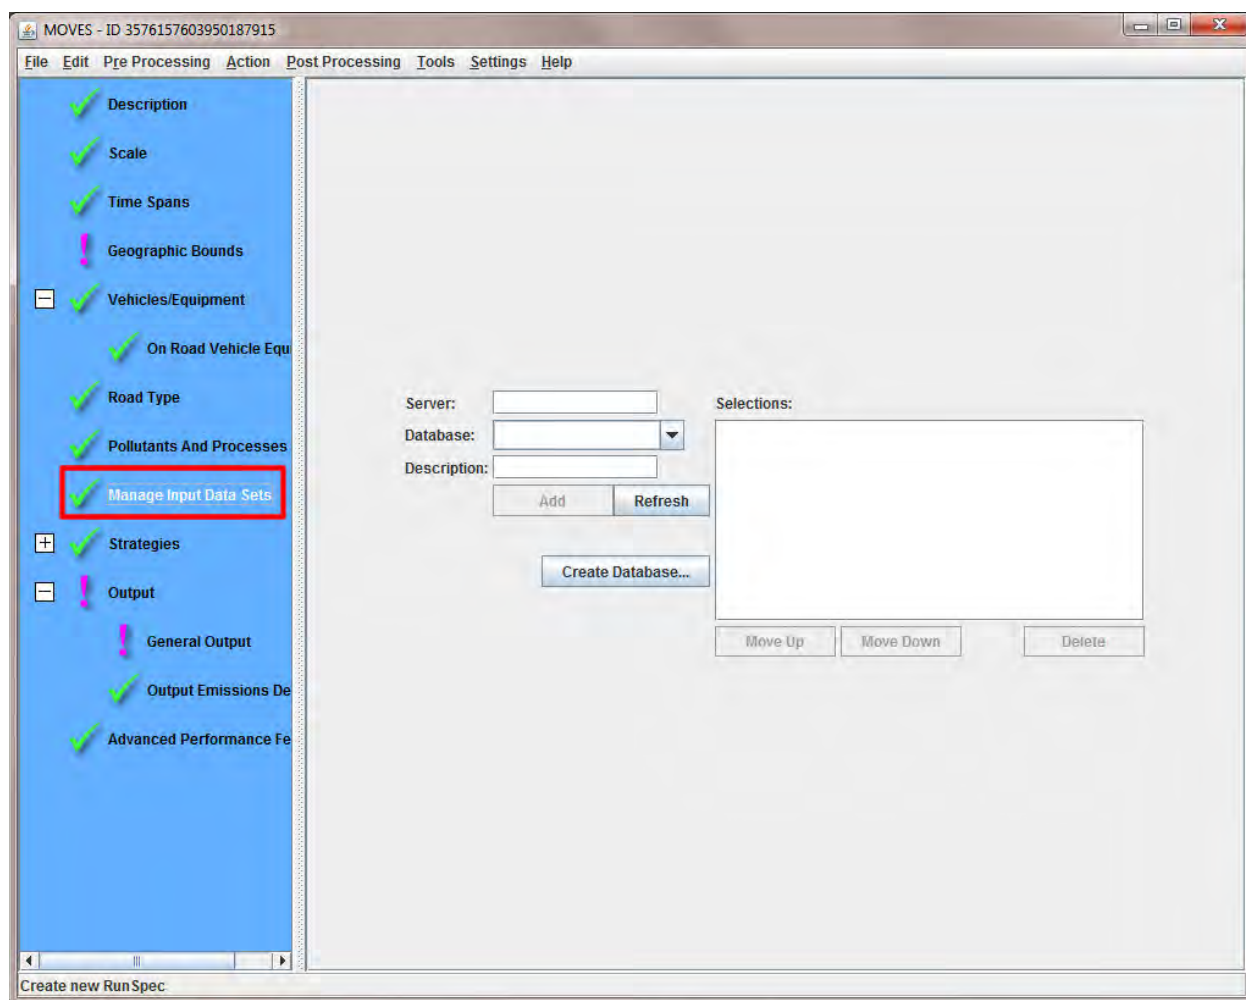 MOVES - ID 3576157603950187915
File Edit Pre Processing Action Post Processing Tools Settings Help
Description
Scale
Time Spans
Geographic Bounds
Vehicles/Equipment
On Road Vehicle Equi
Road Type
Pollutants And Processes
Manage Input Data Sets
Strategies
Output
General Output
Output Emissions De
Advanced Performance Fe
Server:
Database:
Description:
Add Refresh
Create Database...
Selections:
Move Up Move Down Delete
Create new RunSpec